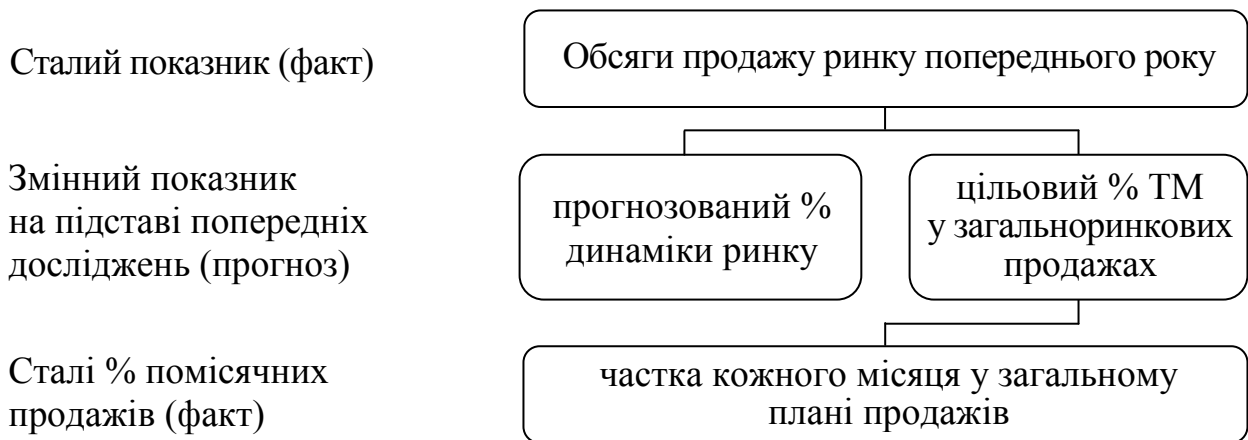 Сталий показник (факт)
Обсяги продажу ринку попереднього року
Змінний показник
на підставі попередніх
досліджень (прогноз)
прогнозований %
динаміки ринку
цільовий % ТМ
у загальноринкових
продажах
Сталі % помісячних
продажів (факт)
частка кожного місяця у загальному
плані продажів